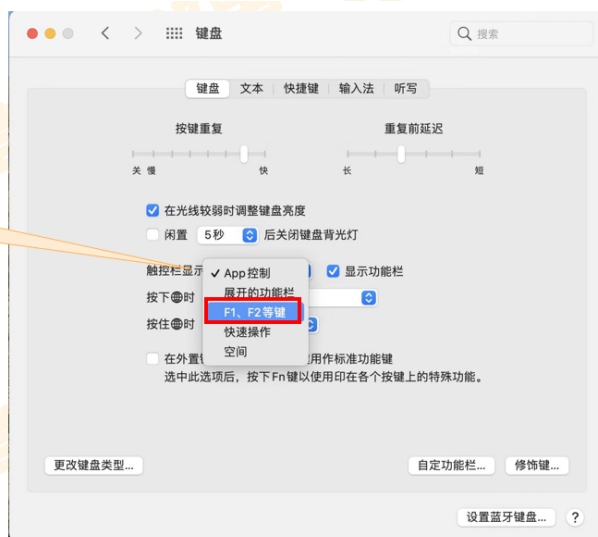 键盘
搜索
键盘 文本 快捷键 输入法 听写
按键重复 重复前延迟
关 慢 快 长 短
在光线较弱时调整键盘亮度
闲置 5秒 后关闭键盘背光灯
触控栏显示 ✓ App控制 显示功能栏
展开的功能栏
按下时
F1、F2等键
按住时
快速操作
空间
在外置 用作标准功能键
选中此选项后，按下 Fn 键以使用印在各个按键上的特殊功能。
更改键盘类型... 自定功能栏... 修饰键...
设置蓝牙键盘... ?